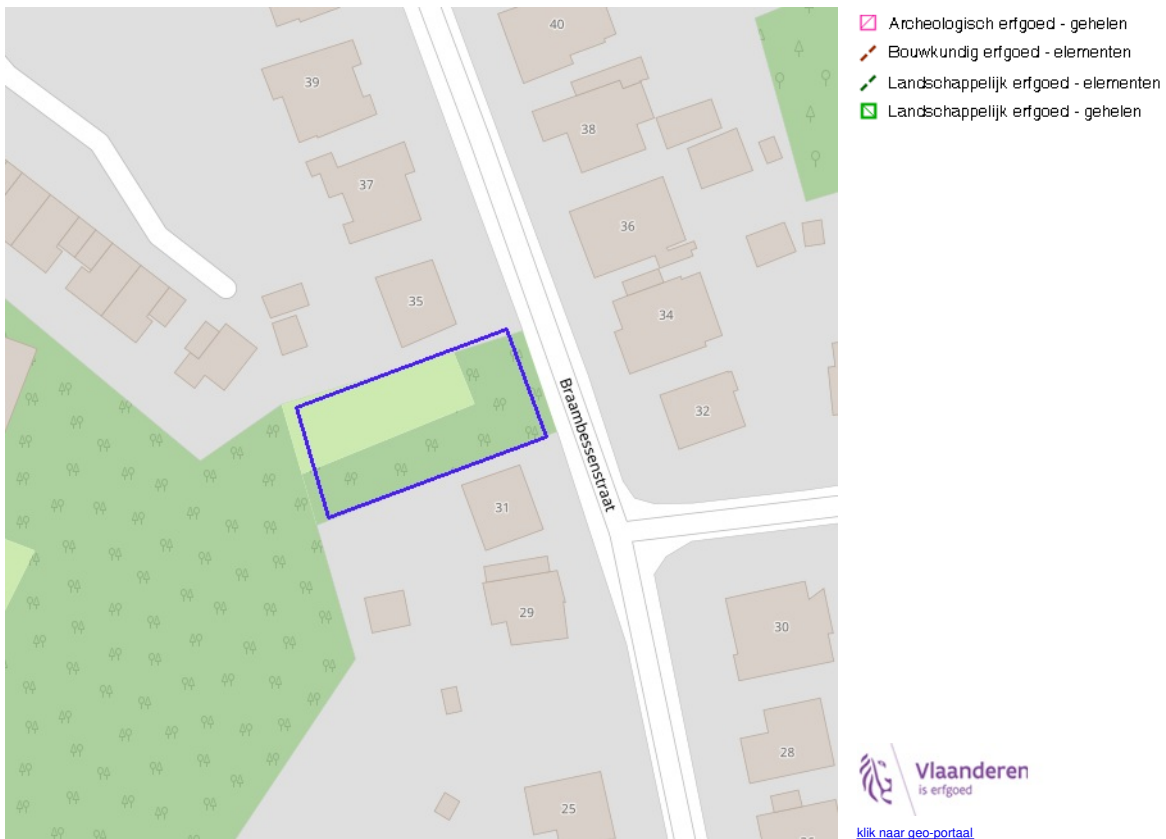 40
39
38
37
36
35
34
32
31
30
29
28
25
Braambessenstraat
Archeologisch erfgoed - gehelen
Bouwkundig erfgoed - elementen
Landschappelijk erfgoed - elementen
Landschappelijk erfgoed - gehelen
Vlaanderen
is erfgoed
klik naar geo-portaal